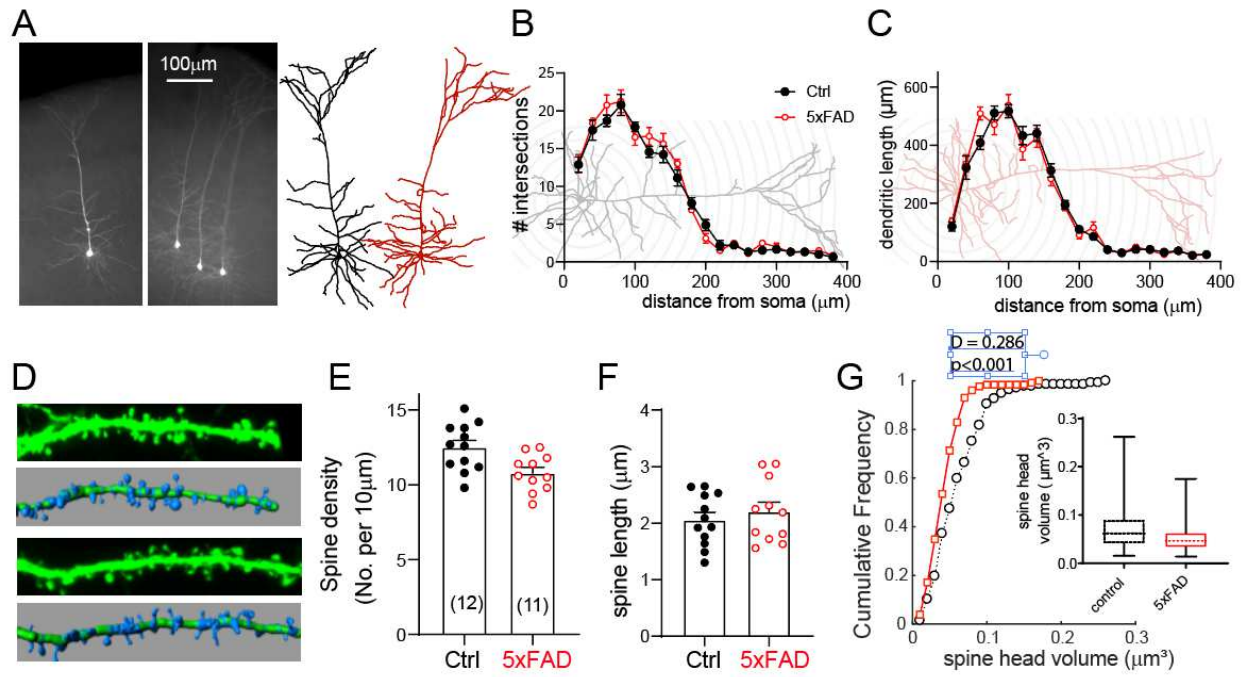 A
100μm
B
# intersections
25
20
15
10
5
0
0
100
200
300
400
distance from soma (μm)
Ctrl
5xFAD
C
dendritic length (μm)
600
400
200
0
0
100
200
300
400
distance from soma (μm)
D
E
Spine density
(No. per 10μm)
15
10
5
0
(12)
(11)
Ctrl
5xFAD
F
spine length (μm)
4
3
2
1
0
Ctrl
5xFAD
G
D = 0.286
p<0.001
Cumulative Frequency
1
0.8
0.6
0.4
0.2
0
0
0.1
0.2
0.3
spine head volume (μm³)
spine head
volume (μm^3)
0.3
0.2
0.1
0.0
control
5xFAD